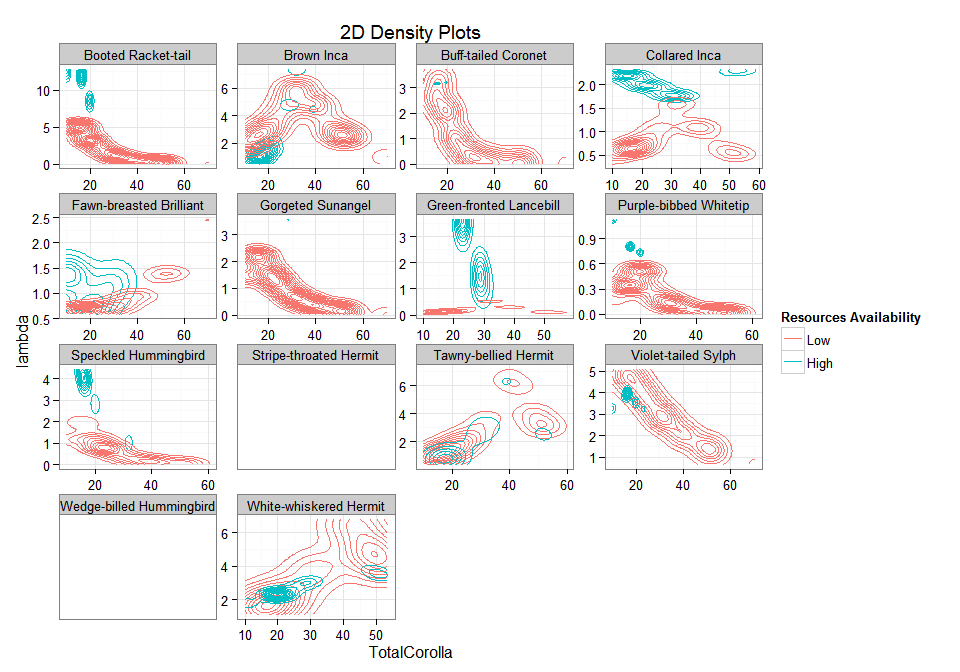 2D Density Plots
Booted Racket-tail Brown Inca Buff-tailed Coronet Collared Inca
10 5 0 6 4 2 3 2 1 0 2.0 1.5 1.0 0.5
20 40 60 20 40 60 20 40 60 10 20 30 40 50 60
Fawn-breasted Brilliant Gorgeted Sunangel Green-fronted Lancebill Purple-bibbed Whitetip
2.5 2.0 1.5 1.0 0.5 3 2 1 0 3 2 1 0 0.9 0.6 0.3 0.0
20 40 60 20 40 60 10 20 30 40 50 20 40 60
lambda
Resources Availability
Low
High
Speckled Hummingbird Stripe-throated Hermit Tawny-bellied Hermit Violet-tailed Sylph
4 3 2 1 0 6 4 2 5 4 3 2 1
20 40 60 20 40 60 20 40 60
Wedge-billed Hummingbird White-whiskered Hermit
6 4 2
10 20 30 40 50
TotalCorolla